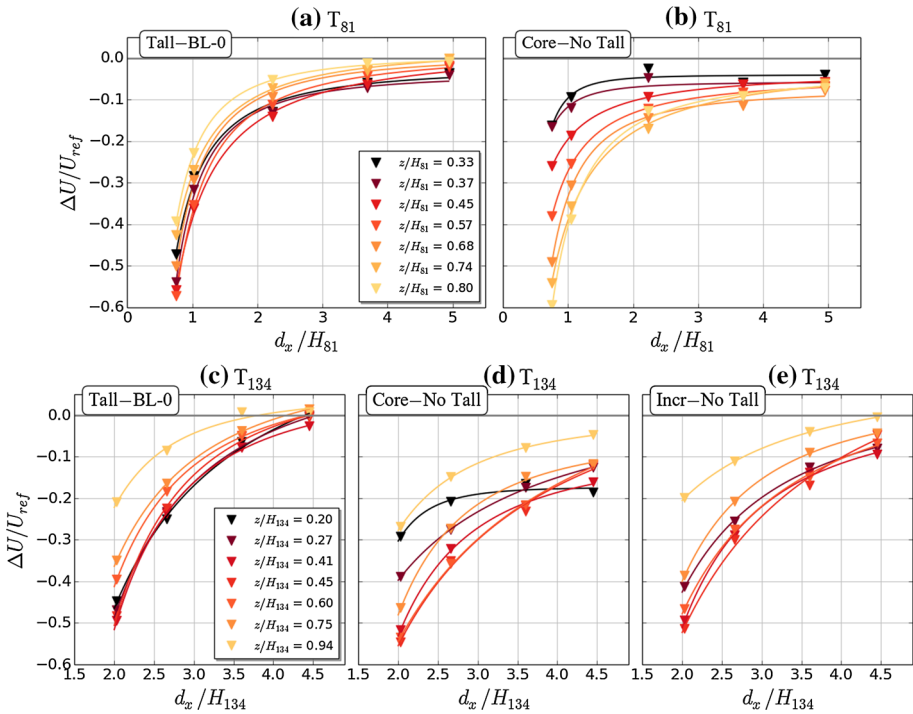 (a) T81
(b) T81
Tall−BL-0
Core−No Tall
0.0
−0.1
−0.2
−0.3
−0.4
−0.5
−0.6
ΔU/Uref
z/H81 = 0.33
z/H81 = 0.37
z/H81 = 0.45
z/H81 = 0.57
z/H81 = 0.68
z/H81 = 0.74
z/H81 = 0.80
0 1 2 3 4 5
0 1 2 3 4 5
dx/H81
dx/H81
(c) T134
(d) T134
(e) T134
Tall−BL-0
Core−No Tall
Incr−No Tall
0.0
−0.1
−0.2
−0.3
−0.4
−0.5
−0.6
ΔU/Uref
z/H134 = 0.20
z/H134 = 0.27
z/H134 = 0.41
z/H134 = 0.45
z/H134 = 0.60
z/H134 = 0.75
z/H134 = 0.94
2.0 2.5 3.0 3.5 4.0 4.5
2.0 2.5 3.0 3.5 4.0 4.5
2.0 2.5 3.0 3.5 4.0 4.5
dx/H134
dx/H134
dx/H134